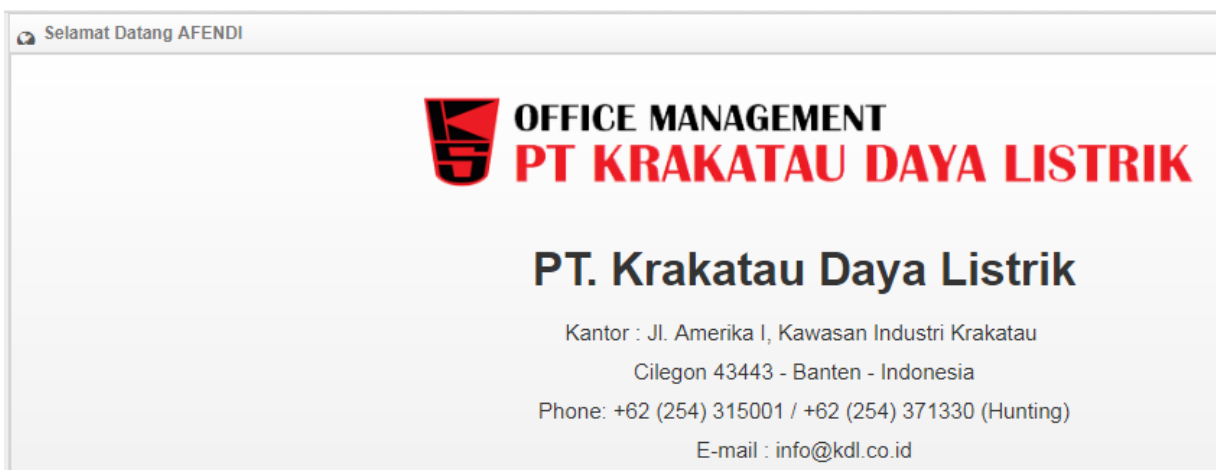 Selamat Datang AFENDI
OFFICE MANAGEMENT
PT KRAKATAU DAYA LISTRIK
PT. Krakatau Daya Listrik
Kantor : Jl. Amerika I, Kawasan Industri Krakatau
Cilegon 43443 - Banten - Indonesia
Phone: +62 (254) 315001 / +62 (254) 371330 (Hunting)
E-mail : info@kdl.co.id